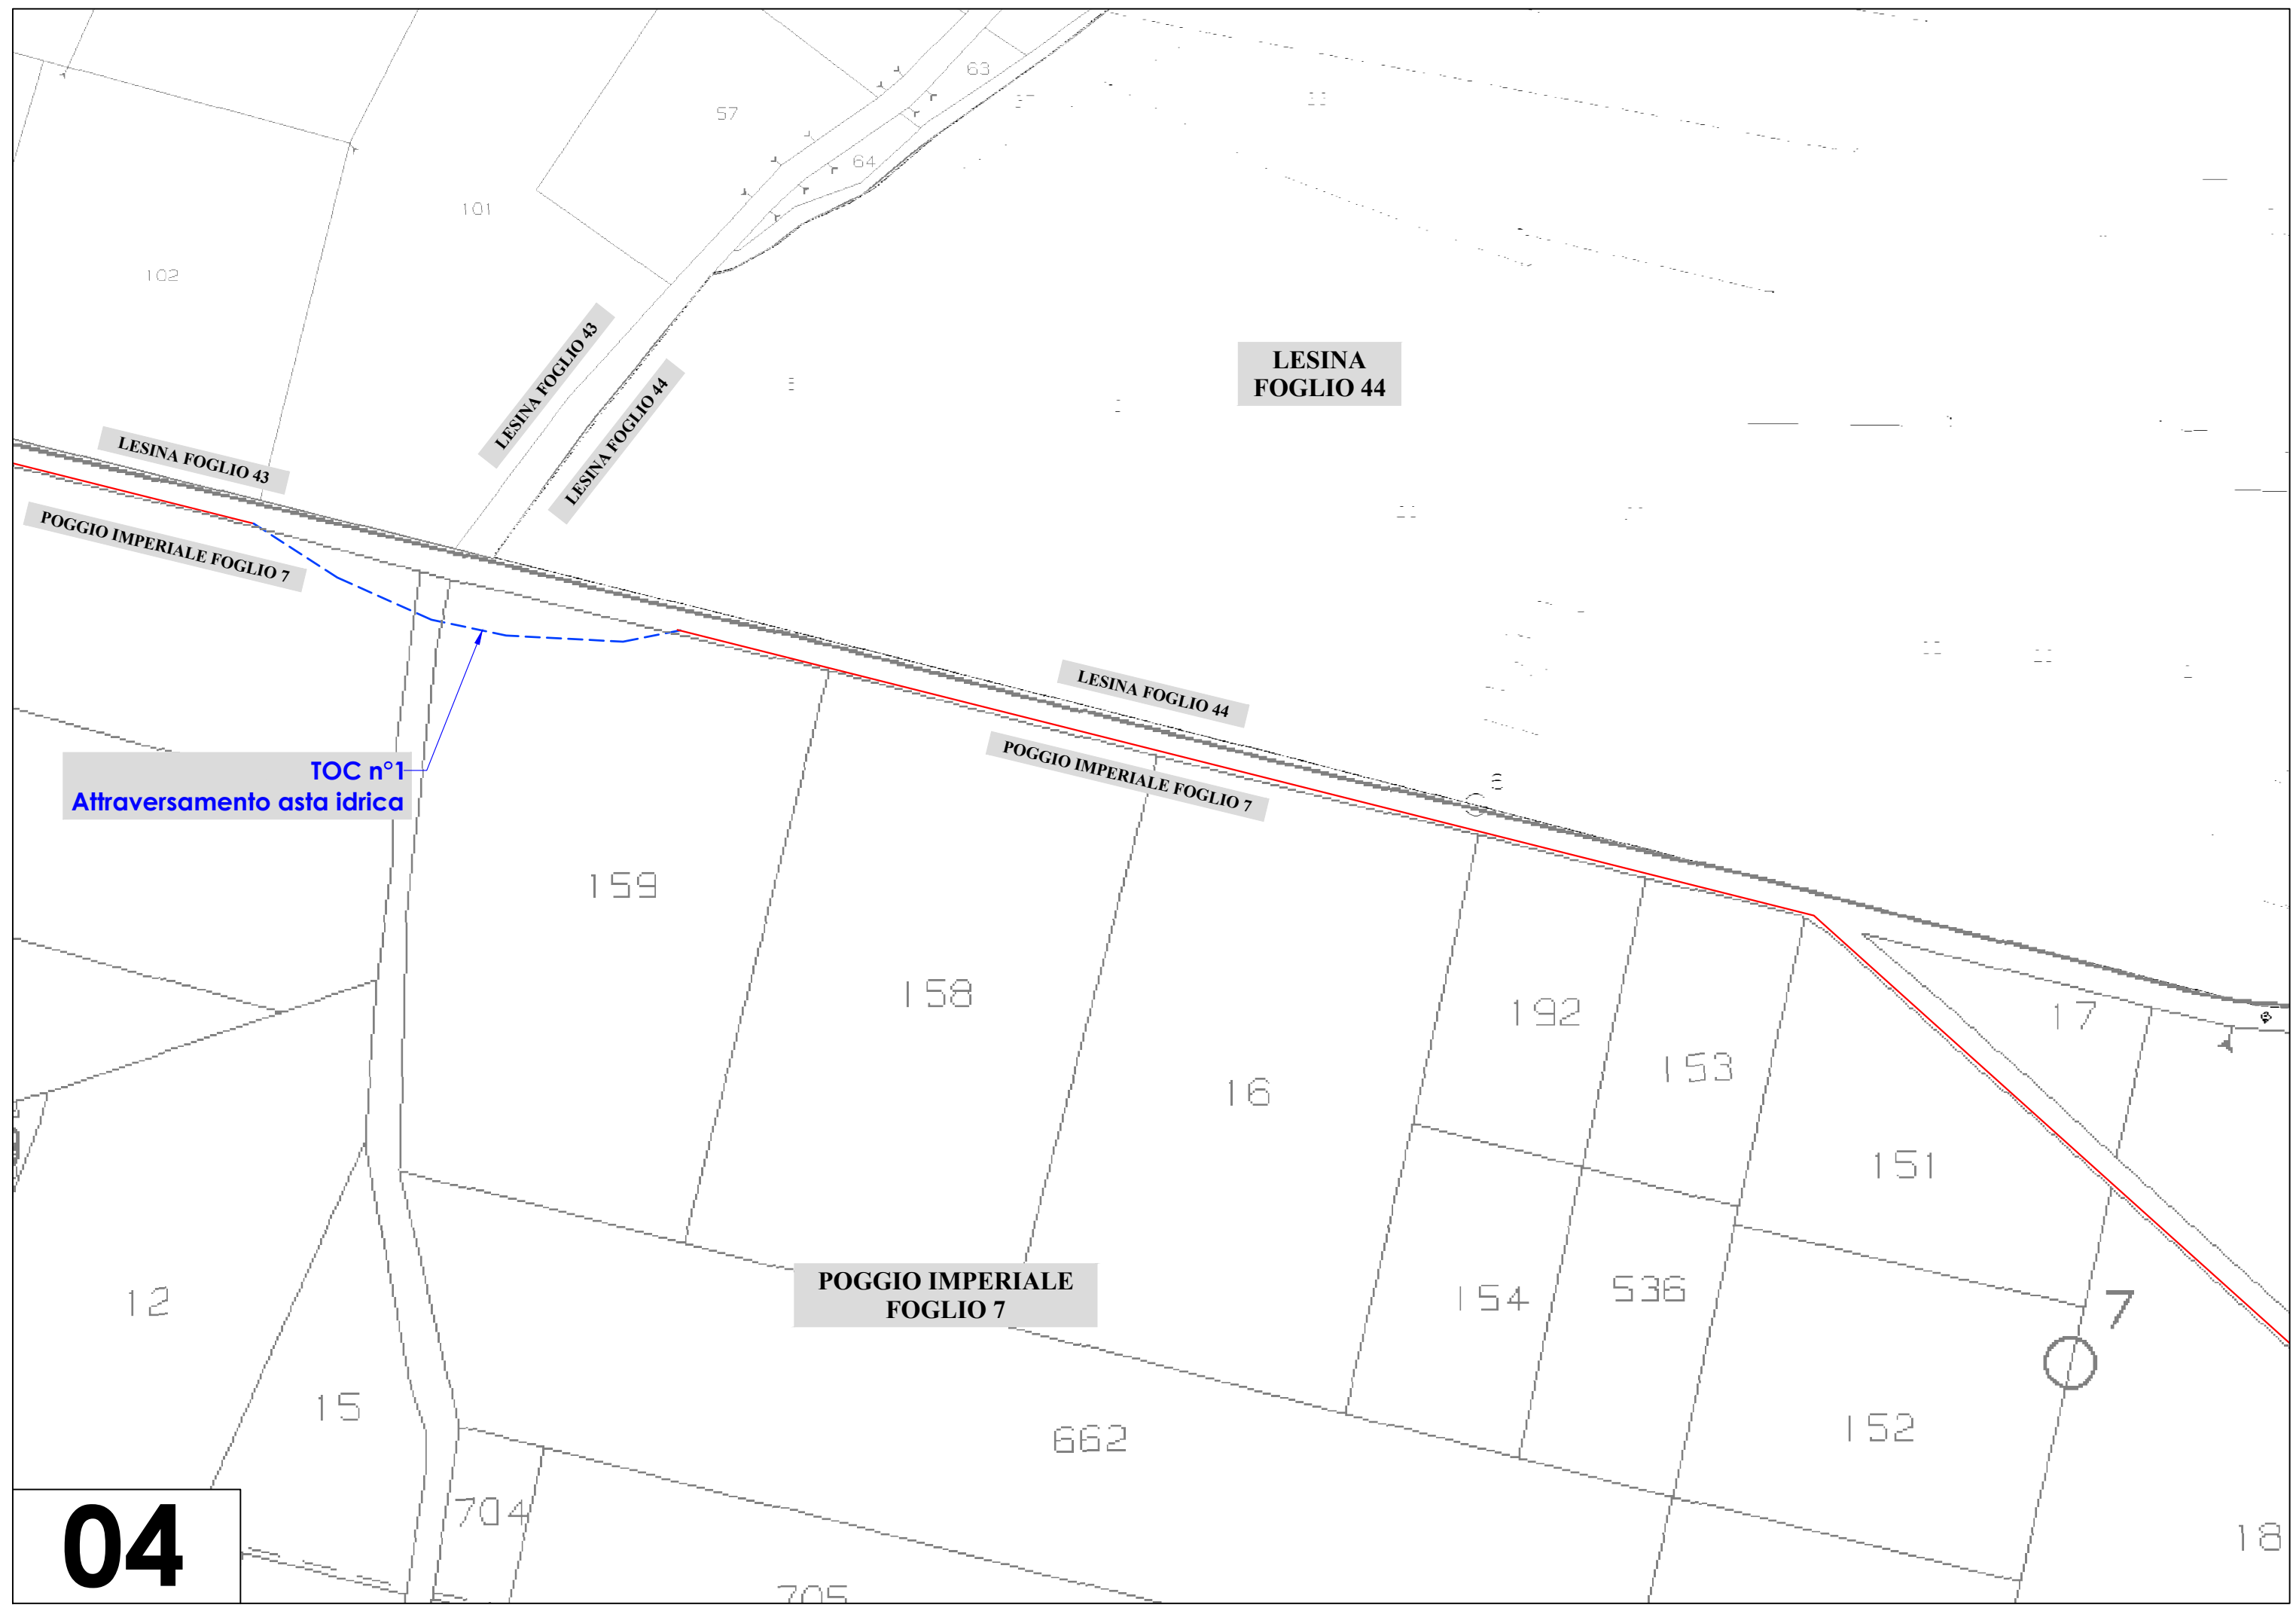 63
57
64
101
102
LESINA FOGLIO 43
LESINA FOGLIO 44
LESINA
FOGLIO 44
LESINA FOGLIO 43
POGGIO IMPERIALE FOGLIO 7
LESINA FOGLIO 44
POGGIO IMPERIALE FOGLIO 7
TOC n°1
Attraversamento asta idrica
159
158
192
17
153
16
151
POGGIO IMPERIALE
FOGLIO 7
12
154
536
7
15
662
152
704
18
705
04